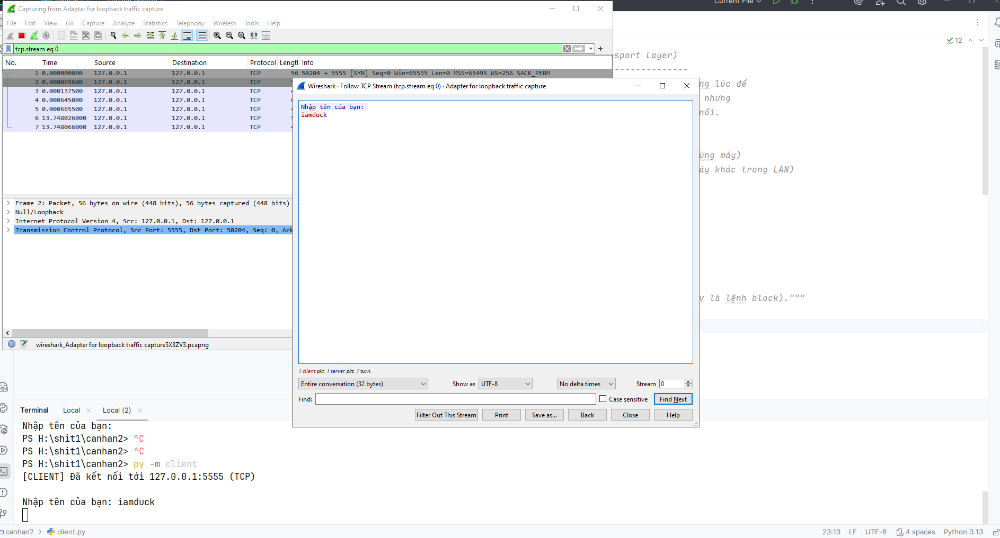 Capturing from Adapter for loopback traffic capture
File Edit View Go Capture Analyze Statistics Telephony Wireless Tools Help
tcp.stream eq 0
No. Time Source Destination Protocol Lengtl Info
1 0.000000000 127.0.0.1 127.0.0.1 TCP 56 50204 → 5555 [SYN] Seq=0 Win=65535 Len=0 MSS=65495 WS=256 SACK_PERM
2 0.000069600 127.0.0.1 127.0.0.1 TCP
3 0.000137500 127.0.0.1 127.0.0.1 TCP
4 0.000645000 127.0.0.1 127.0.0.1 TCP
5 0.000665500 127.0.0.1 127.0.0.1 TCP
6 13.748026000 127.0.0.1 127.0.0.1 TCP
7 13.748066000 127.0.0.1 127.0.0.1 TCP
Frame 2: Packet, 56 bytes on wire (448 bits), 56 bytes captured (448 bits)
Null/Loopback
Internet Protocol Version 4, Src: 127.0.0.1, Dst: 127.0.0.1
Transmission Control Protocol, Src Port: 5555, Dst Port: 50204, Seq: 0, Ack
wireshark_Adapter for loopback traffic capture5X3ZV3.pcapng
Wireshark · Follow TCP Stream (tcp.stream eq 0) · Adapter for loopback traffic capture
Nhập tên của bạn:
iamduck
1 client pkt, 1 server pkt, 1 turn.
Entire conversation (32 bytes) Show as UTF-8 No delta times Stream 0
Find: Case sensitive Find Next
Filter Out This Stream Print Save as... Back Close Help
Current File
12
sport Layer)
--------------
ng lúc để
nhưng
nối.
ùng máy)
áy khác trong LAN)
v là lệnh block)."""
Terminal Local Local (2)
Nhập tên của bạn:
PS H:\shit1\canhan2> ^C
PS H:\shit1\canhan2> ^C
PS H:\shit1\canhan2> py -m client
[CLIENT] Đã kết nối tới 127.0.0.1:5555 (TCP)
Nhập tên của bạn: iamduck
canhan2 > client.py
23:13 LF UTF-8 4 spaces Python 3.13